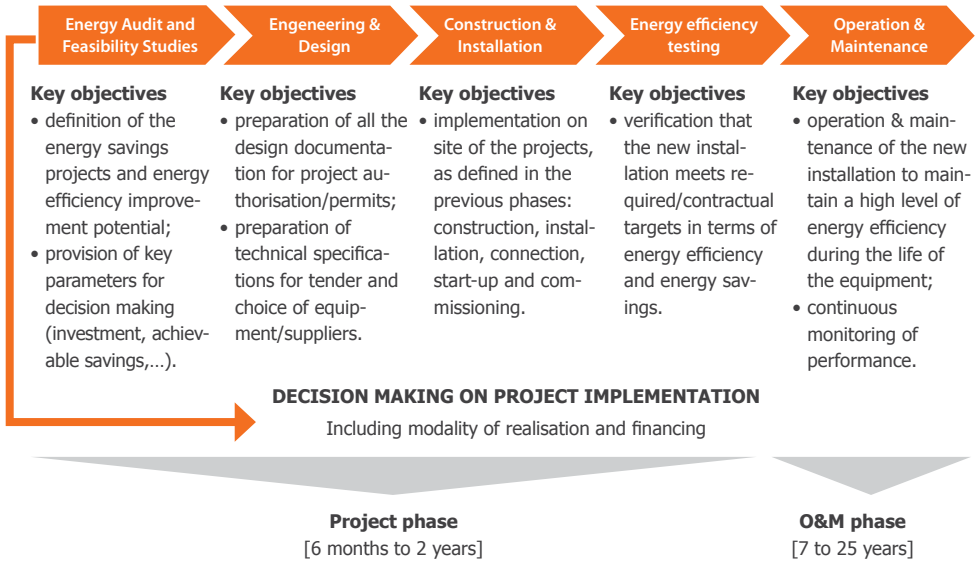 Energy Audit and
Feasibility Studies
Engeneering &
Design
Construction &
Installation
Energy efficiency
testing
Operation &
Maintenance
Key objectives
• definition of the
energy savings
projects and energy
efficiency improve-
ment potential;
• provision of key
parameters for
decision making
(investment, achiev-
able savings,...).
Key objectives
• preparation of all the
design documenta-
tion for project au-
thorisation/permits;
• preparation of
technical specifica-
tions for tender and
choice of equip-
ment/suppliers.
Key objectives
• implementation on
site of the projects,
as defined in the
previous phases:
construction, instal-
lation, connection,
start-up and com-
missioning.
Key objectives
• verification that
the new instal-
lation meets re-
quired/contractual
targets in terms of
energy efficiency
and energy sav-
ings.
Key objectives
• operation & main-
tenance of the new
installation to main-
tain a high level of
energy efficiency
during the life of
the equipment;
• continuous
monitoring of
performance.
DECISION MAKING ON PROJECT IMPLEMENTATION
Including modality of realisation and financing
Project phase
[6 months to 2 years]
O&M phase
[7 to 25 years]